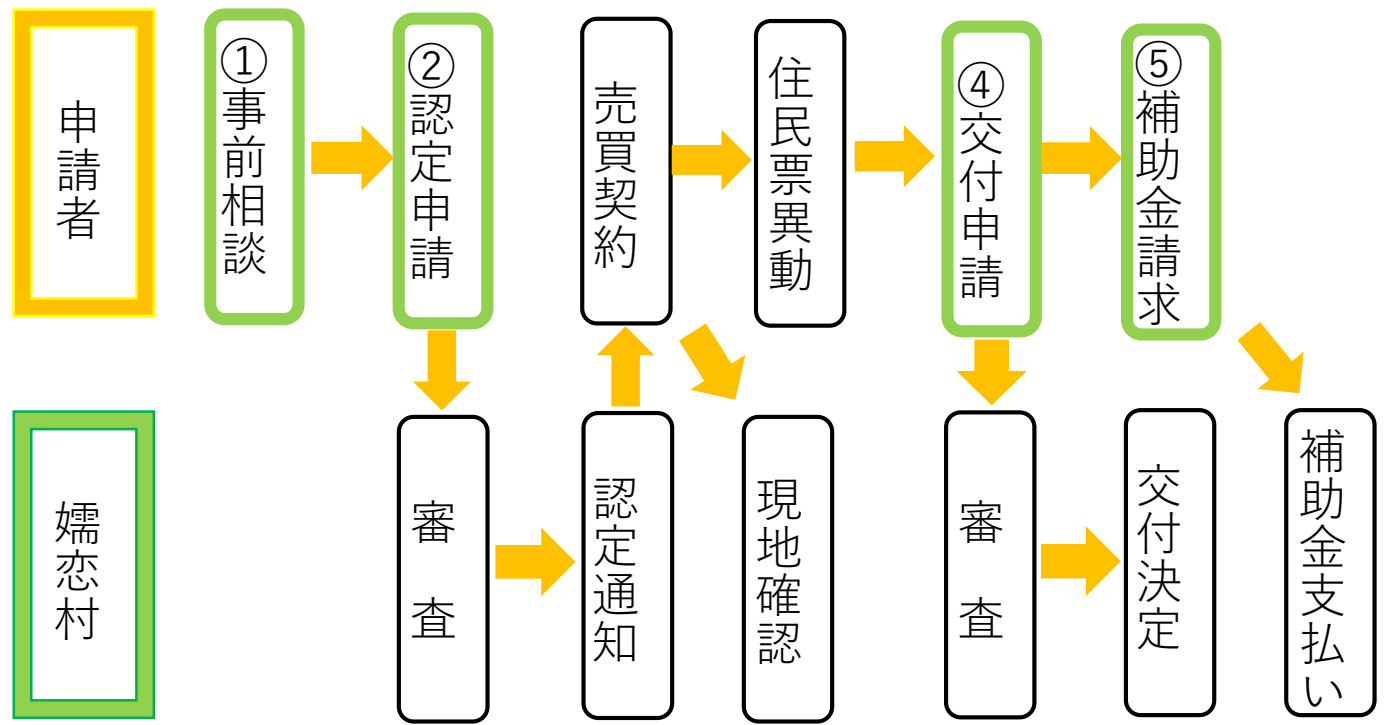 申請者
①事前相談
②認定申請
売買契約
住民票異動
④交付申請
⑤補助金請求
嬬恋村
審査
認定通知
現地確認
審査
交付決定
補助金支払い